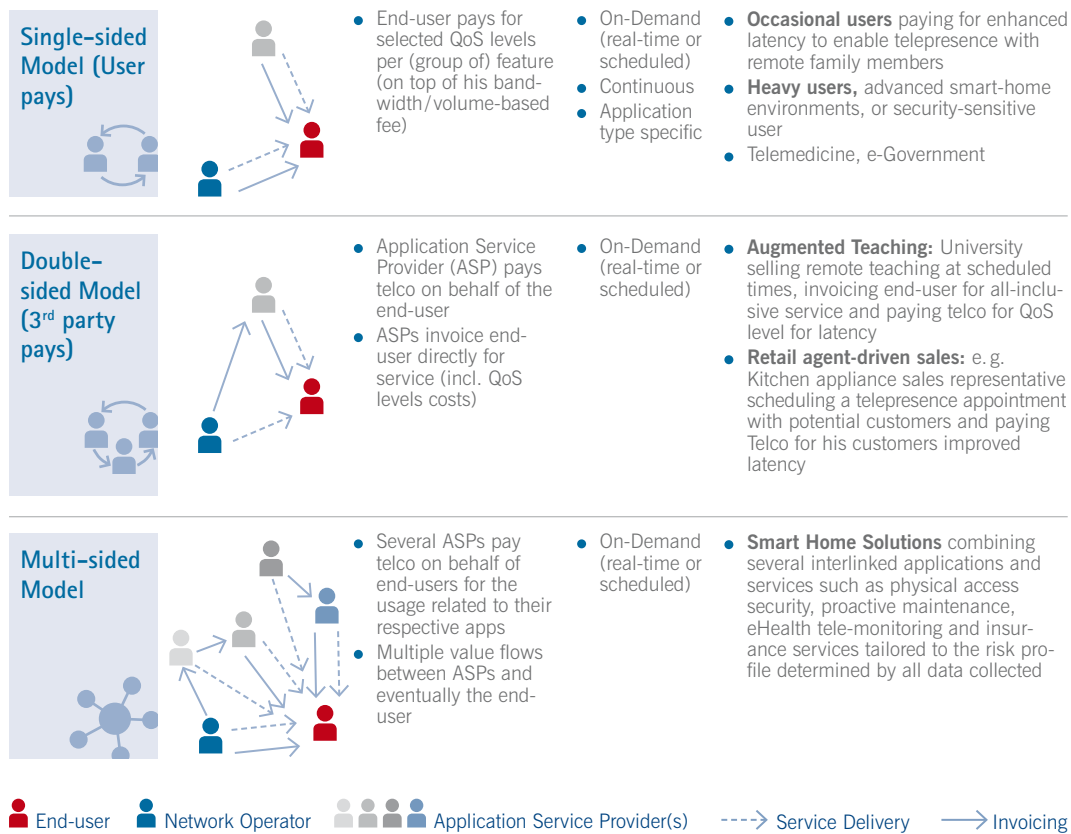 Single-sided
Model (User
pays)
● End-user pays for
selected QoS levels
per (group of) feature
(on top of his band-
width/volume-based
fee)
● On-Demand
(real-time or
scheduled)
● Continuous
● Application
type specific
● Occasional users paying for enhanced
latency to enable telepresence with
remote family members
● Heavy users, advanced smart-home
environments, or security-sensitive
user
● Telemedicine, e-Government
Double-
sided Model
(3rd party
pays)
● Application Service
Provider (ASP) pays
telco on behalf of the
end-user
● ASPs invoice end-
user directly for
service (incl. QoS
levels costs)
● On-Demand
(real-time or
scheduled)
● Augmented Teaching: University
selling remote teaching at scheduled
times, invoicing end-user for all-inclu-
sive service and paying telco for QoS
level for latency
● Retail agent-driven sales: e. g.
Kitchen appliance sales representative
scheduling a telepresence appointment
with potential customers and paying
Telco for his customers improved
latency
Multi-sided
Model
● Several ASPs pay
telco on behalf of
end-users for the
usage related to their
respective apps
● Multiple value flows
between ASPs and
eventually the end-
user
● On-Demand
(real-time or
scheduled)
● Smart Home Solutions combining
several interlinked applications and
services such as physical access
security, proactive maintenance,
eHealth tele-monitoring and insur-
ance services tailored to the risk pro-
file determined by all data collected
End-user Network Operator Application Service Provider(s) Service Delivery Invoicing